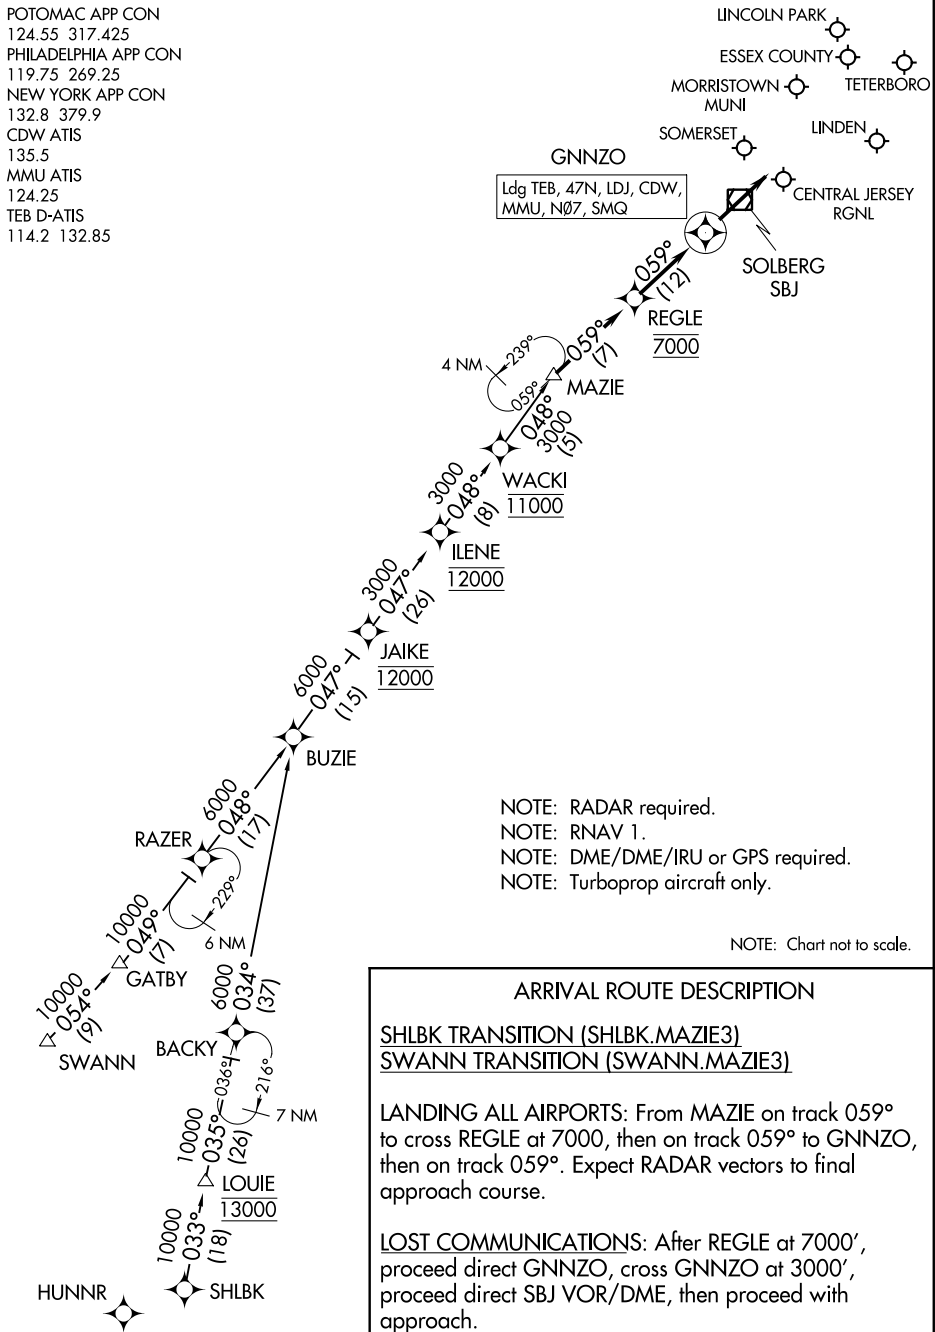 POTOMAC APP CON
124.55 317.425
PHILADELPHIA APP CON
119.75 269.25
NEW YORK APP CON
132.8 379.9
CDW ATIS
135.5
MMU ATIS
124.25
TEB D-ATIS
114.2 132.85
LINCOLN PARK
ESSEX COUNTY
TETERBORO
MORRISTOWN
MUNI
SOMERSET
LINDEN
CENTRAL JERSEY
RGNL
GNNZO
Ldg TEB, 47N, LDJ, CDW,
MMU, NØ7, SMQ
SOLBERG
SBJ
059°
(12)
REGLE
7000
059°
(7)
4 NM
239°
059°
MAZIE
048°
3000
(5)
WACKI
11000
3000
048°
(8)
ILENE
12000
3000
047°
(26)
JAIKE
12000
6000
047°
(15)
BUZIE
6000
048°
(17)
RAZER
229°
6 NM
10000
049°
(7)
GATBY
10000
054°
(9)
SWANN
6000
034°
(37)
BACKY
036°
216°
7 NM
10000
035°
(26)
LOUIE
13000
10000
033°
(18)
HUNNR
SHLBK
NOTE: RADAR required.
NOTE: RNAV 1.
NOTE: DME/DME/IRU or GPS required.
NOTE: Turboprop aircraft only.
NOTE: Chart not to scale.
ARRIVAL ROUTE DESCRIPTION
SHLBK TRANSITION (SHLBK.MAZIE3)
SWANN TRANSITION (SWANN.MAZIE3)
LANDING ALL AIRPORTS: From MAZIE on track 059°
to cross REGLE at 7000, then on track 059° to GNNZO,
then on track 059°. Expect RADAR vectors to final
approach course.
LOST COMMUNICATIONS: After REGLE at 7000',
proceed direct GNNZO, cross GNNZO at 3000',
proceed direct SBJ VOR/DME, then proceed with
approach.